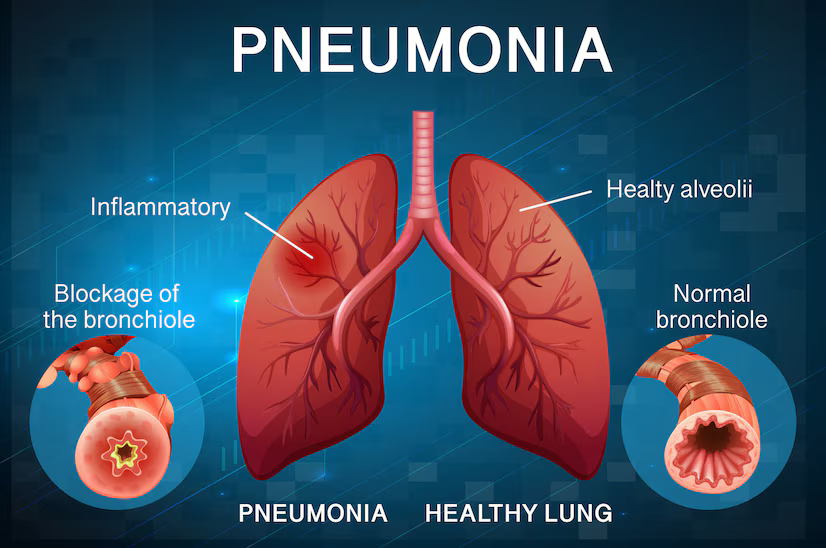 PNEUMONIA
Inflammatory
Healty alveolii
Blockage of
the bronchiole
Normal
bronchiole
PNEUMONIA
HEALTHY LUNG